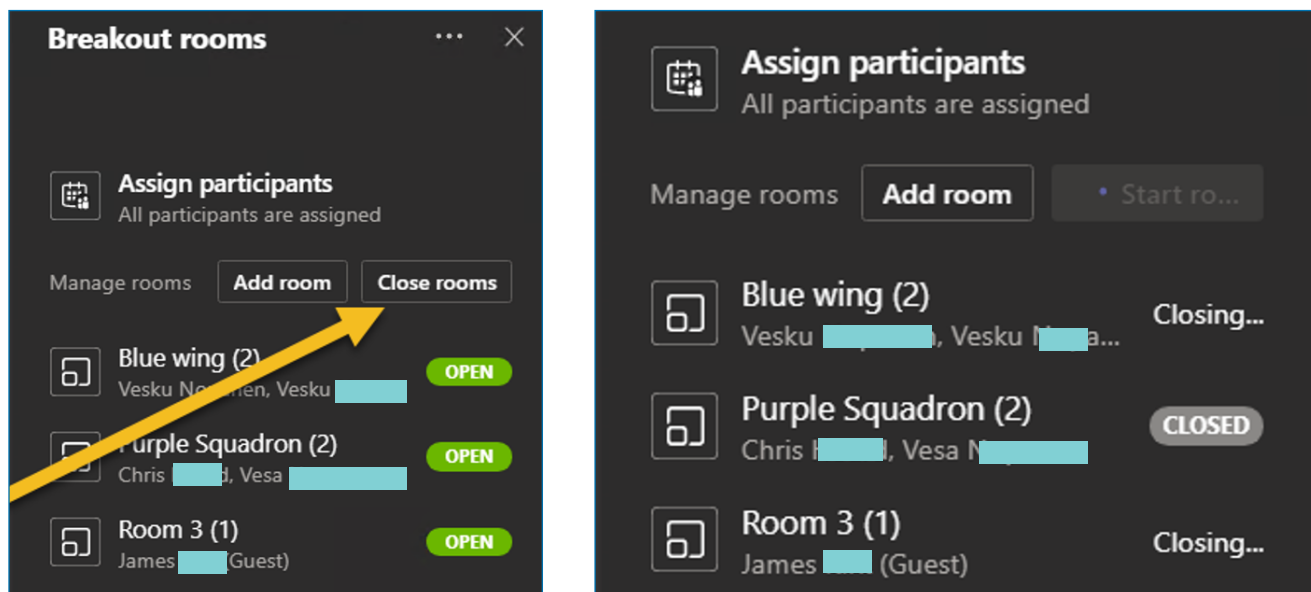 Breakout rooms
Assign participants
All participants are assigned
Manage rooms Add room Close rooms
Blue wing (2) OPEN
Vesku, Vesku
Purple Squadron (2) OPEN
Chris, Vesa
Room 3 (1) OPEN
James (Guest)
Assign participants
All participants are assigned
Manage rooms Add room Start ro...
Blue wing (2) Closing...
Vesku, Vesku
Purple Squadron (2) CLOSED
Chris, Vesa
Room 3 (1) Closing...
James (Guest)